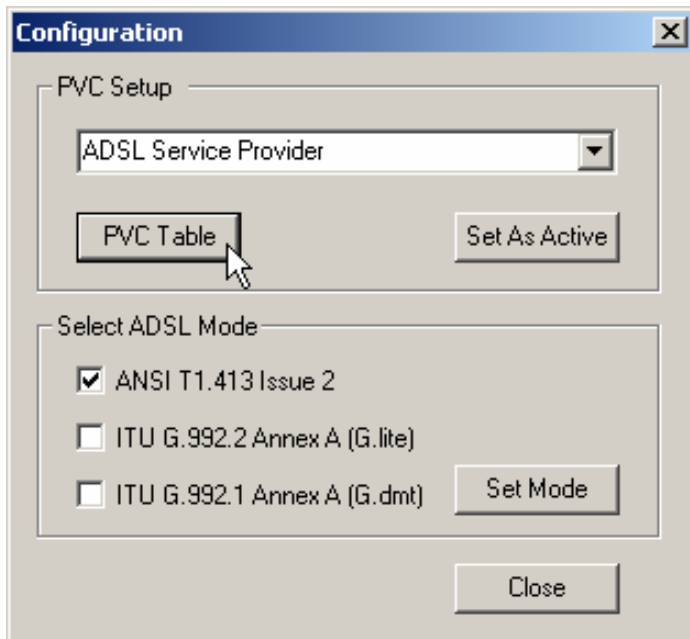 Configuration
PVC Setup
ADSL Service Provider
PVC Table
Set As Active
Select ADSL Mode
ANSI T1.413 Issue 2
ITU G.992.2 Annex A (G.lite)
ITU G.992.1 Annex A (G.dmt)
Set Mode
Close